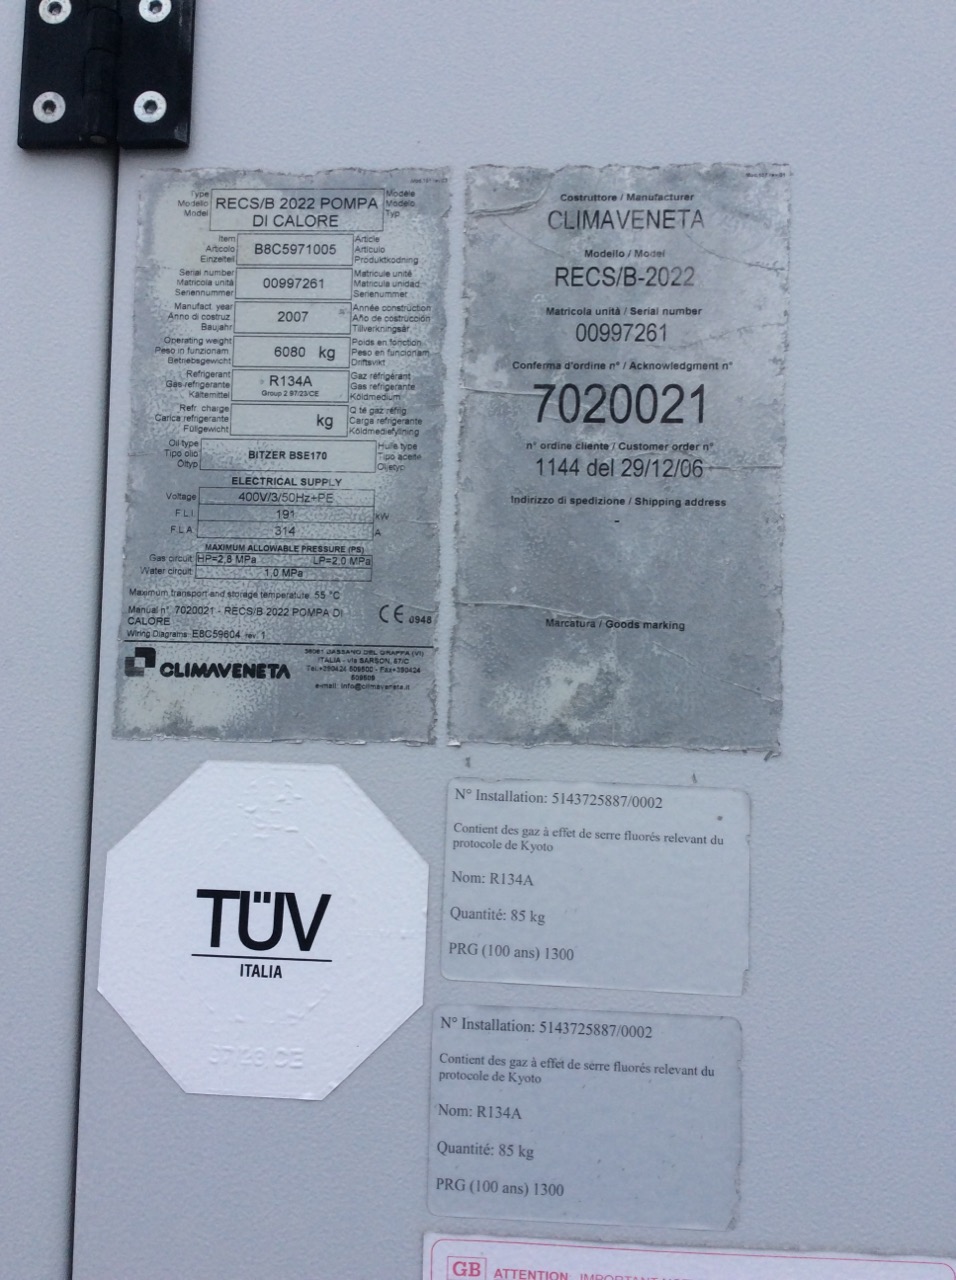 Type
Modello
Model
RECS/B 2022 POMPA
DI CALORE
Modèle
Modelo
Typ
Item
Articolo
Einzelteil
B8C5971005
Article
Articulo
Produktkodning
Serial number
Matricola unità
Seriennummer
00997261
Matricule unité
Matricule unidad
Serienummer
Manufact. year
Anno di costruz
Baujahr
2007
Année construction
Año de costrucción
Tillverkningsår
Operating weight
Peso in funzionam
Betriebsgewicht
6080 kg
Poids en fonction
Peso en funcionam
Driftsvikt
Refrigerant
Gas refrigerante
Kältemittel
R134A
Group 2 97/23/CE
Gaz réfrigérant
Gas refrigerante
Köldmedium
Refr. charge
Carica refrigerante
Füllgewicht
kg
Q.té gaz réfrig
Carga refrigerante
Köldmediefyllning
Oil type
Tipo olio
Öltyp
BITZER BSE170
Huile type
Tipo aceite
Oljetyp
ELECTRICAL SUPPLY
Voltage 400V/3/50Hz+PE
F.L.I. 191 kW
F.L.A. 314 A
MAXIMUM ALLOWABLE PRESSURE (PS)
Gas circuit HP=2,8 MPa LP=2,0 MPa
Water circuit 1,0 MPa
Maximum transport and storage temperature: 55 °C
Manual n°. 7020021 - RECS/B 2022 POMPA DI
CALORE
CE 0948
Wiring Diagrams: E8C59604 rev. 1
CLIMAVENETA
36061 BASSANO DEL GRAPPA (VI)
ITALIA - via SARSON, 57/C
Tel.+390424 509500 - Fax+390424
509509
e-mail: info@climaveneta.it
Costruttore / Manufacturer
CLIMAVENETA
Modello / Model
RECS/B-2022
Matricola unità / Serial number
00997261
Conferma d'ordine n° / Acknowledgment n°
7020021
n° ordine cliente / Customer order n°
1144 del 29/12/06
Indirizzo di spedizione / Shipping address
-
Marcatura / Goods marking
TÜV
ITALIA
N° Installation: 5143725887/0002
Contient des gaz à effet de serre fluorés relevant du
protocole de Kyoto
Nom: R134A
Quantité: 85 kg
PRG (100 ans) 1300
N° Installation: 5143725887/0002
Contient des gaz à effet de serre fluorés relevant du
protocole de Kyoto
Nom: R134A
Quantité: 85 kg
PRG (100 ans) 1300
GB ATTENTION: IMPORTANT